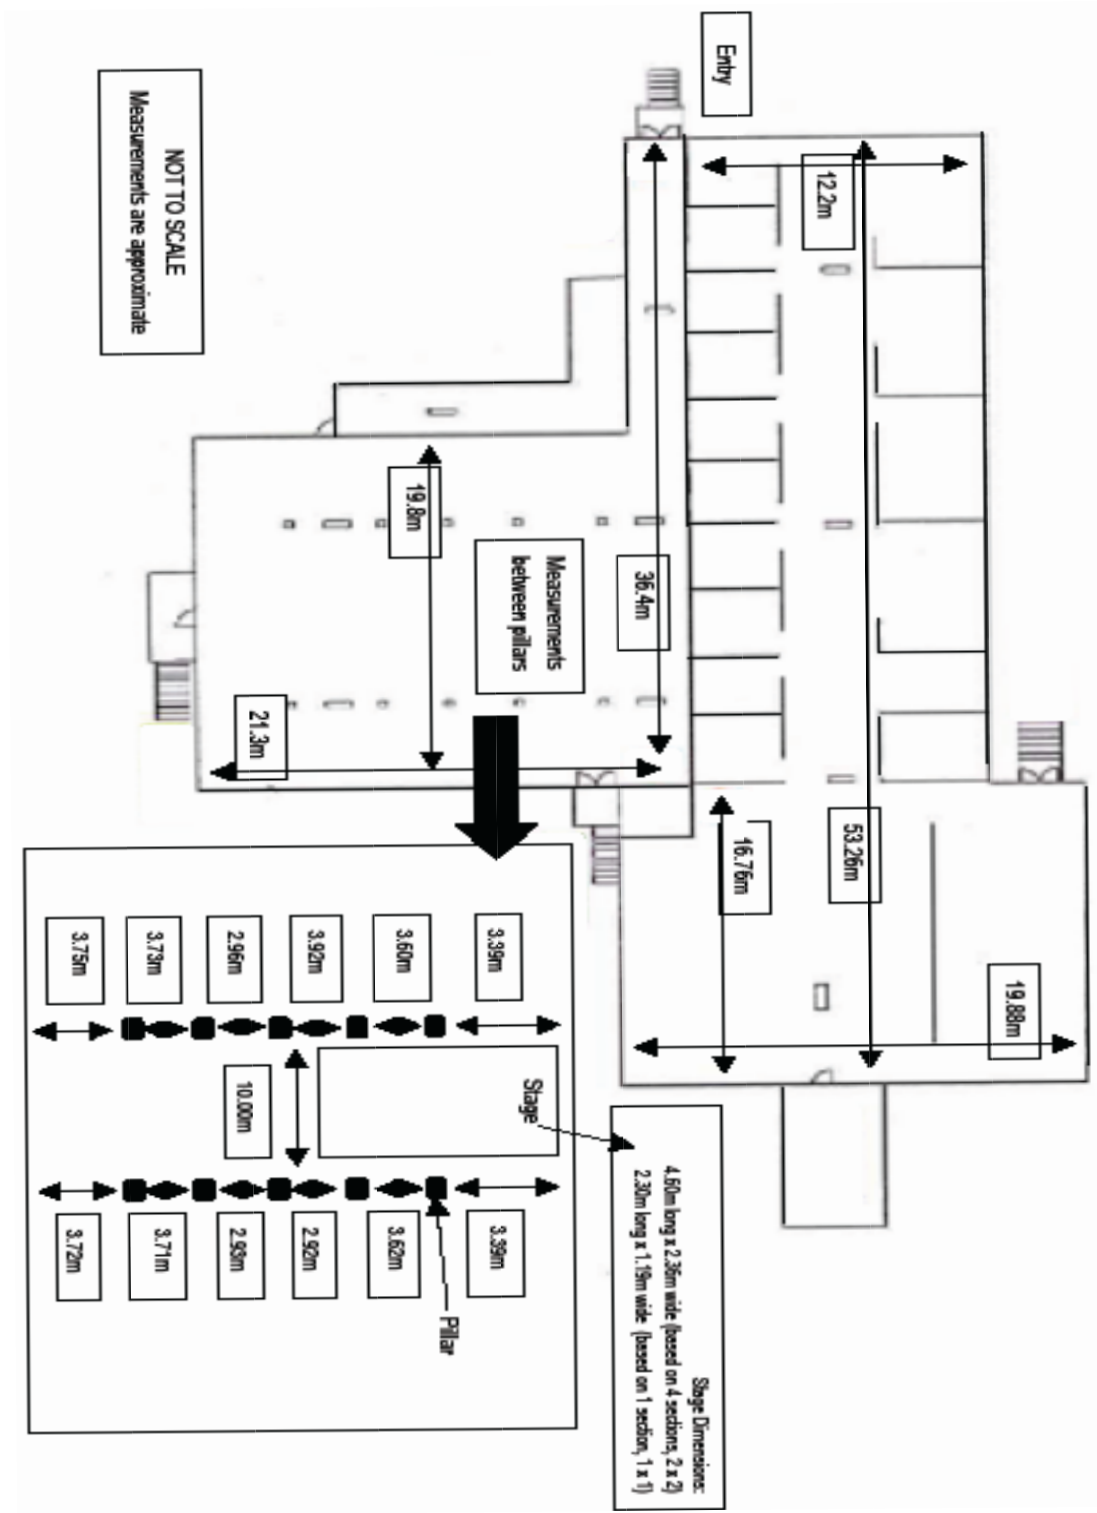 Entry
NOT TO SCALE
Measurements are approximate
12.2m
19.8m
Measurements
between pillars
36.4m
21.3m
16.76m
53.26m
19.88m
3.75m
3.73m
2.96m
3.92m
3.60m
3.39m
10.00m
Stage
3.72m
3.71m
2.93m
2.92m
3.62m
3.39m
Pillar
Stage Dimensions:
4.60m long x 2.36m wide (based on 4 sections, 2 x 2)
2.30m long x 1.19m wide (based on 1 section, 1 x 1)